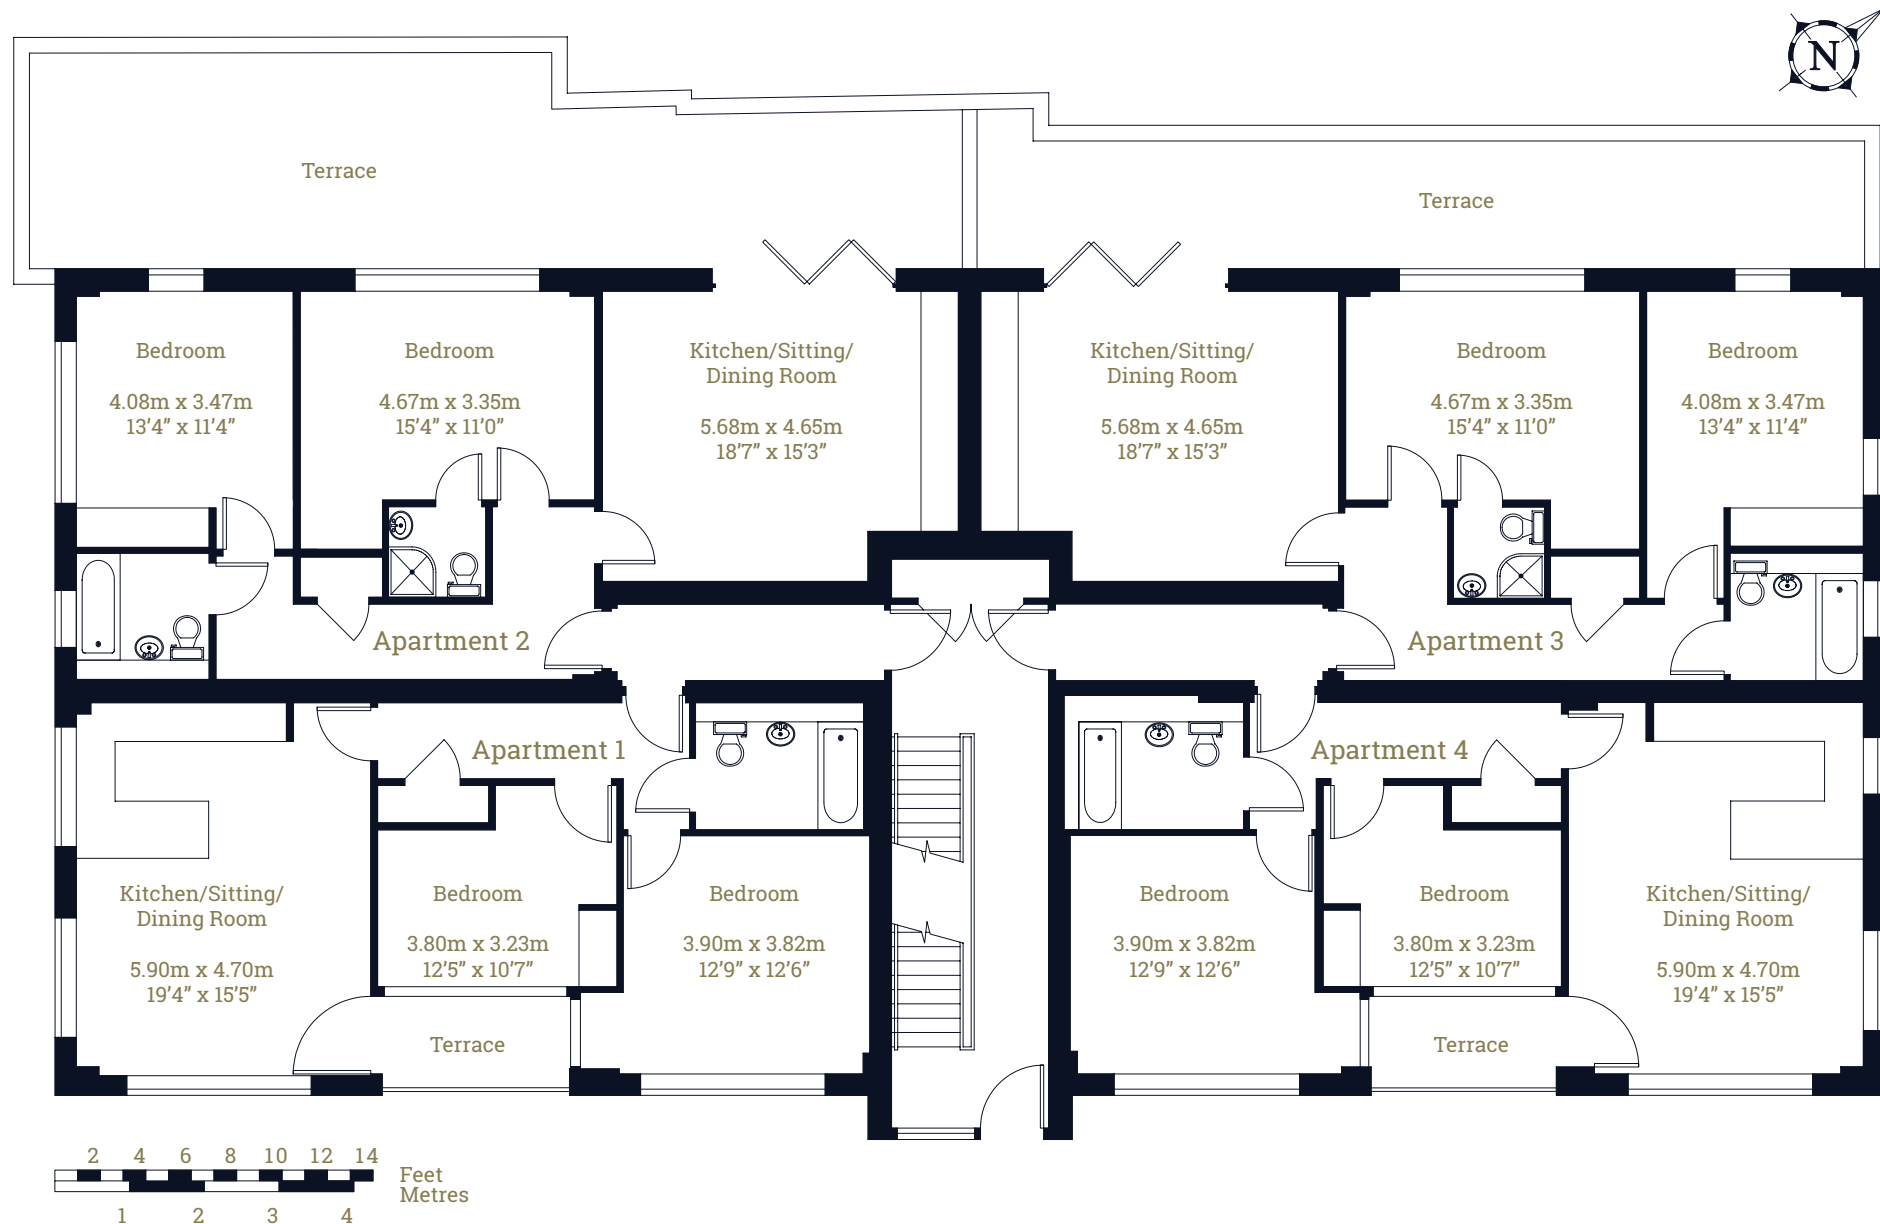 N
Terrace
Terrace
Bedroom
4.08m x 3.47m
13’4” x 11’4”
Bedroom
4.67m x 3.35m
15’4” x 11’0”
Kitchen/Sitting/
Dining Room
5.68m x 4.65m
18’7” x 15’3”
Kitchen/Sitting/
Dining Room
5.68m x 4.65m
18’7” x 15’3”
Bedroom
4.67m x 3.35m
15’4” x 11’0”
Bedroom
4.08m x 3.47m
13’4” x 11’4”
Apartment 2
Apartment 3
Apartment 1
Apartment 4
Kitchen/Sitting/
Dining Room
5.90m x 4.70m
19’4” x 15’5”
Bedroom
3.80m x 3.23m
12’5” x 10’7”
Bedroom
3.90m x 3.82m
12’9” x 12’6”
Bedroom
3.90m x 3.82m
12’9” x 12’6”
Bedroom
3.80m x 3.23m
12’5” x 10’7”
Kitchen/Sitting/
Dining Room
5.90m x 4.70m
19’4” x 15’5”
Terrace
Terrace
2 4 6 8 10 12 14
Feet
Metres
1 2 3 4